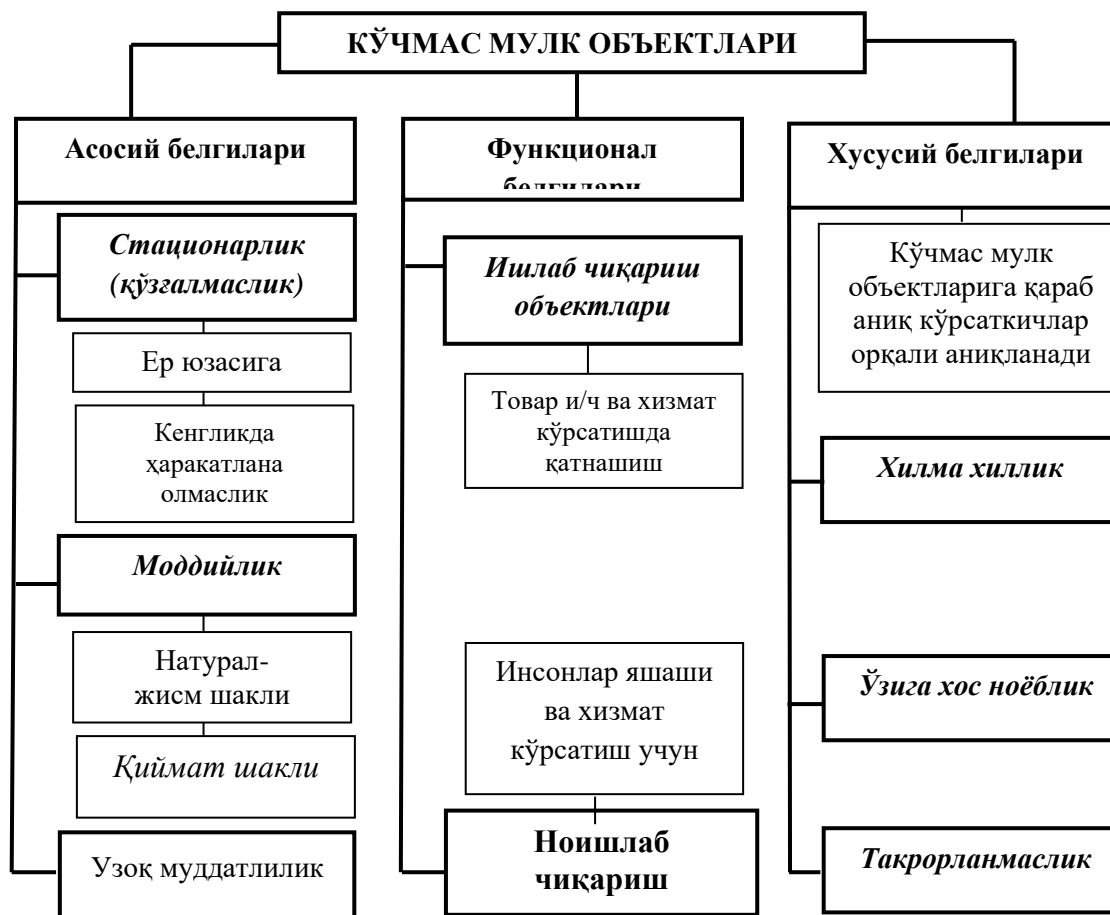 КЎЧМАС МУЛК ОБЪЕКТЛАРИ
Асосий белгилари
Стационарлик
(қўзғалмаслик)
Ер юзасига
Кенгликда
ҳаракатлана
олмаслик
Моддийлик
Натурал-
жисм шакли
Қиймат шакли
Узоқ муддатлилик
Функционал
белгилари
Ишлаб чиқариш
объектлари
Товар и/ч ва хизмат
кўрсатишда
қатнашиш
Инсонлар яшаши
ва хизмат
кўрсатиш учун
Ноишлаб
чиқариш
Хусусий белгилари
Кўчмас мулк
объектларига қараб
аниқ кўрсаткичлар
орқали аниқланади
Хилма хиллик
Ўзига хос ноёблик
Такрорланмаслик